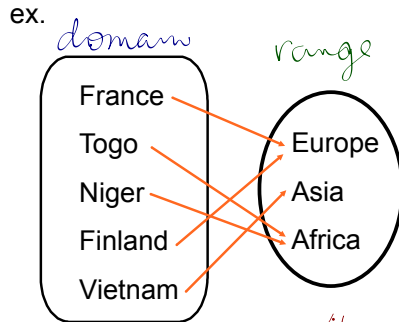 ex.
domain
range
France
Togo
Niger
Finland
Vietnam
Europe
Asia
Africa